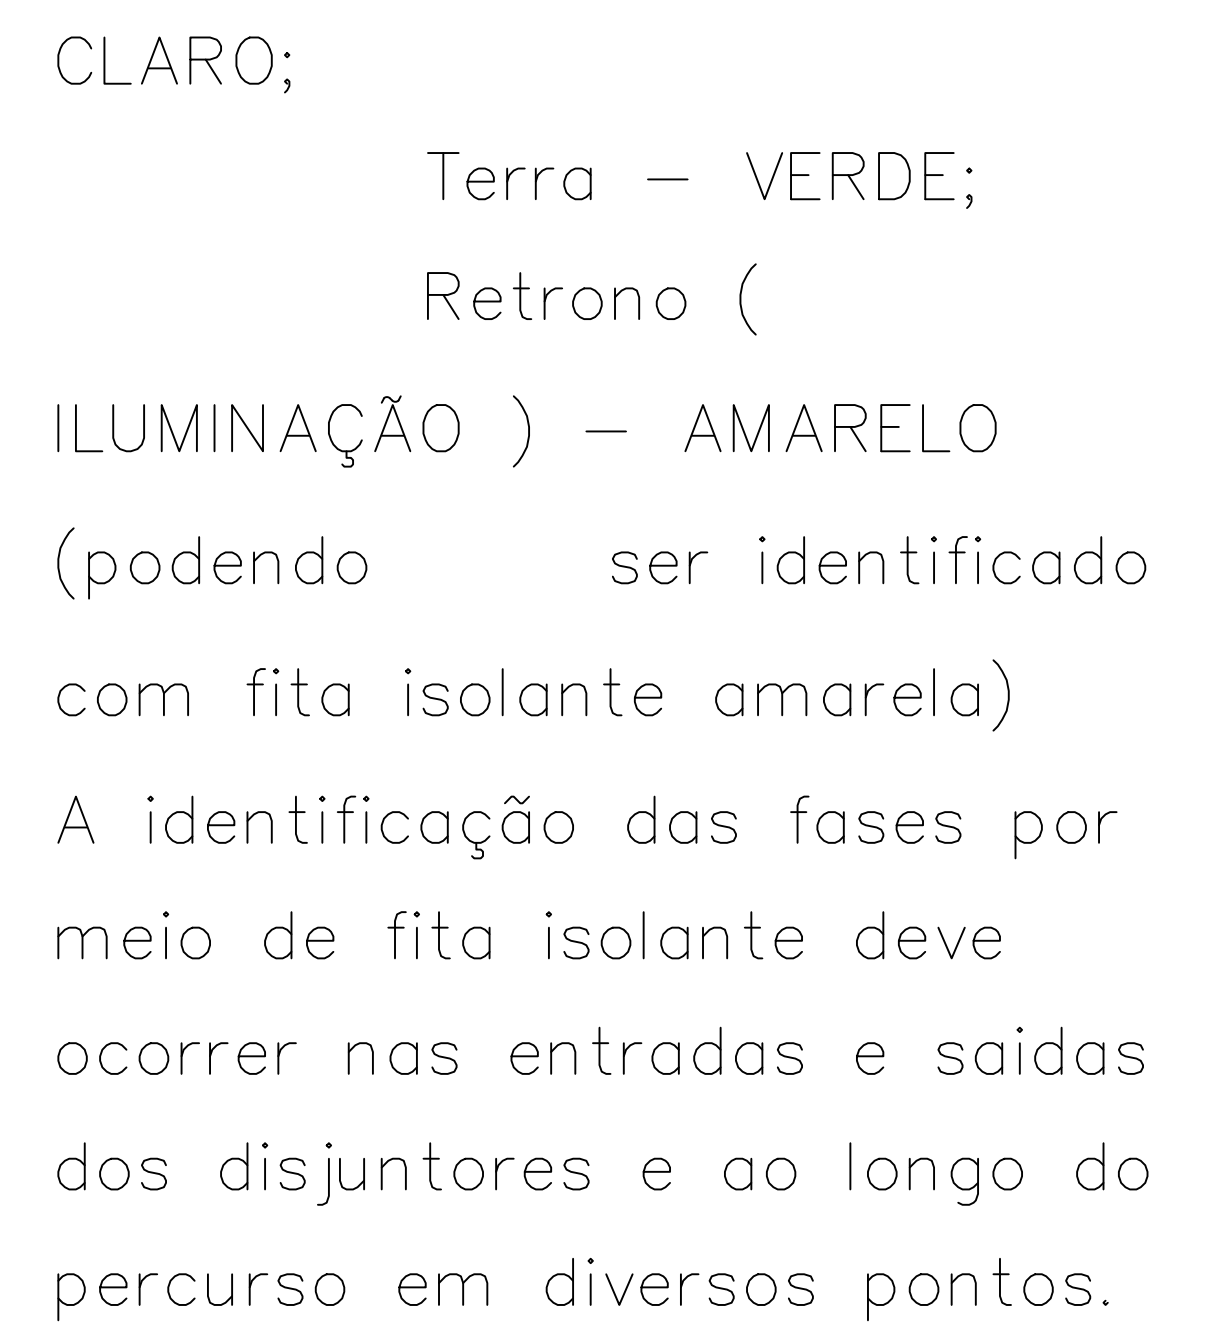 CLARO;
Terra - VERDE;
Retrono (
ILUMINAÇÃO ) - AMARELO
(podendo ser identificado
com fita isolante amarela)
A identificação das fases por
meio de fita isolante deve
ocorrer nas entradas e saidas
dos disjuntores e ao longo do
percurso em diversos pontos.